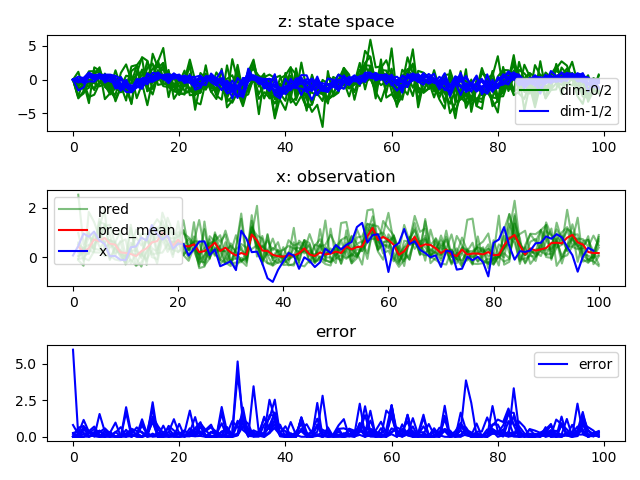 z: state space
5
0
−5
dim-0/2
dim-1/2
0 20 40 60 80 100
x: observation
2
0
pred
pred_mean
x
0 20 40 60 80 100
error
5.0
2.5
0.0
error
0 20 40 60 80 100